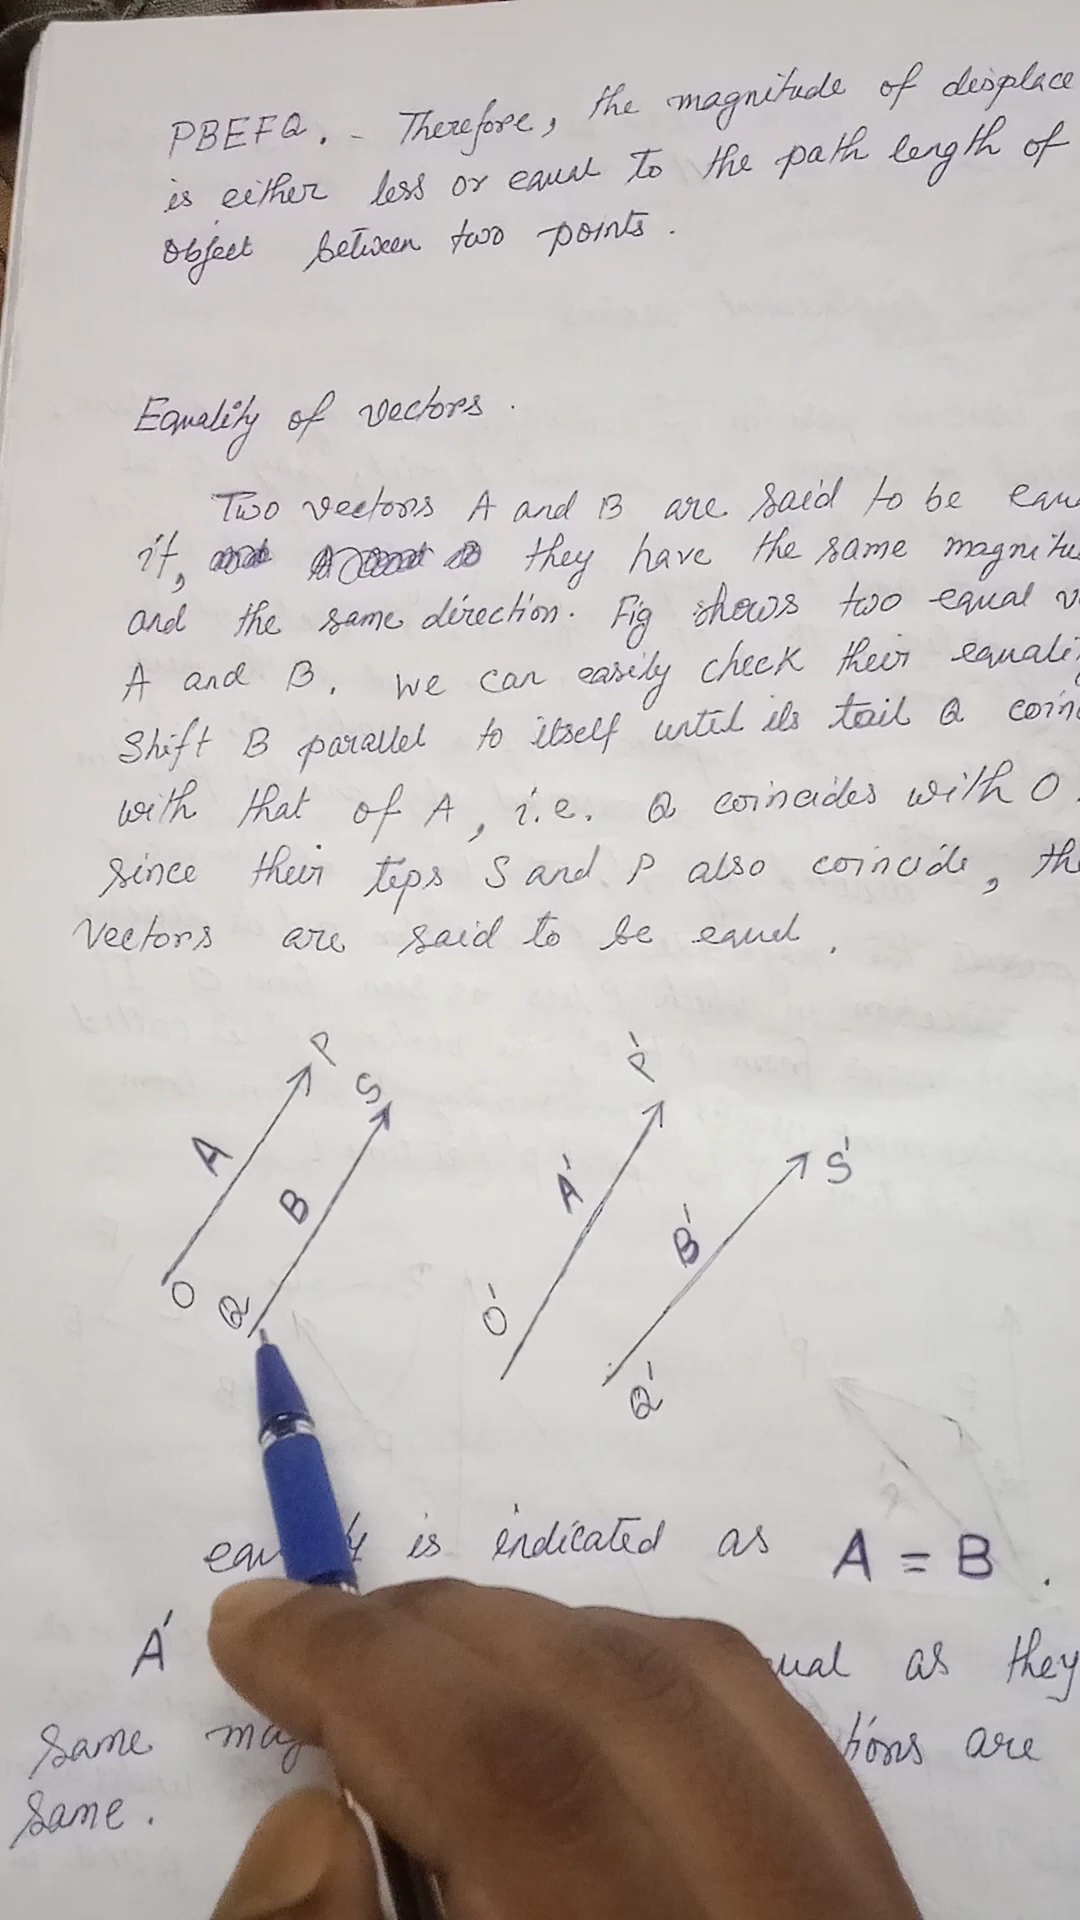 PBEFQ. - Therefore, the magnitude of displace
is either less or equal to the path length of
object between two points.
Equality of vectors.
Two vectors A and B are said to be equ
if, they have the same magnitu
and the same direction. Fig shows two equal v
A and B. We can easily check their equali
Shift B parallel to itself until its tail Q coin
with that of A, i.e. Q coincides with O.
Since their tips S and P also coincide, the
Vectors are said to be equal.
P S P'
A B A' B' S'
O Q O' Q'
is indicated as A = B.
A' as they
same are
same.